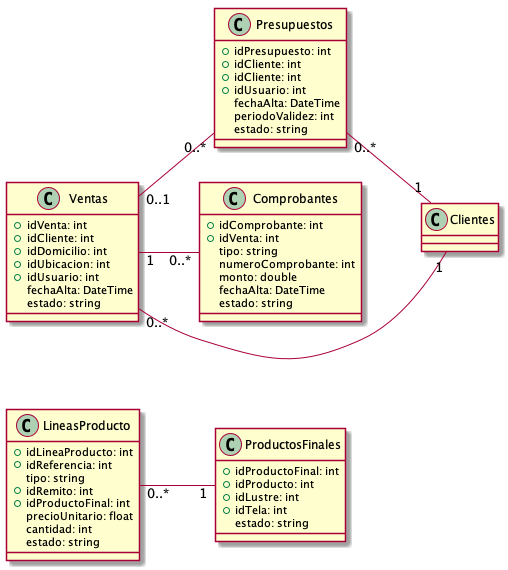 C Presupuestos
idPresupuesto: int
idCliente: int
idCliente: int
idUsuario: int
fechaAlta: DateTime
periodoValidez: int
estado: string
0..* 0..*
0..1 1
C Ventas
idVenta: int
idCliente: int
idDomicilio: int
idUbicacion: int
idUsuario: int
fechaAlta: DateTime
estado: string
1 0..*
C Comprobantes
idComprobante: int
idVenta: int
tipo: string
numeroComprobante: int
monto: double
fechaAlta: DateTime
estado: string
C Clientes
1
0..*
C LineasProducto
idLineaProducto: int
idReferencia: int
tipo: string
idRemito: int
idProductoFinal: int
precioUnitario: float
cantidad: int
estado: string
0..* 1
C ProductosFinales
idProductoFinal: int
idProducto: int
idLustre: int
idTela: int
estado: string